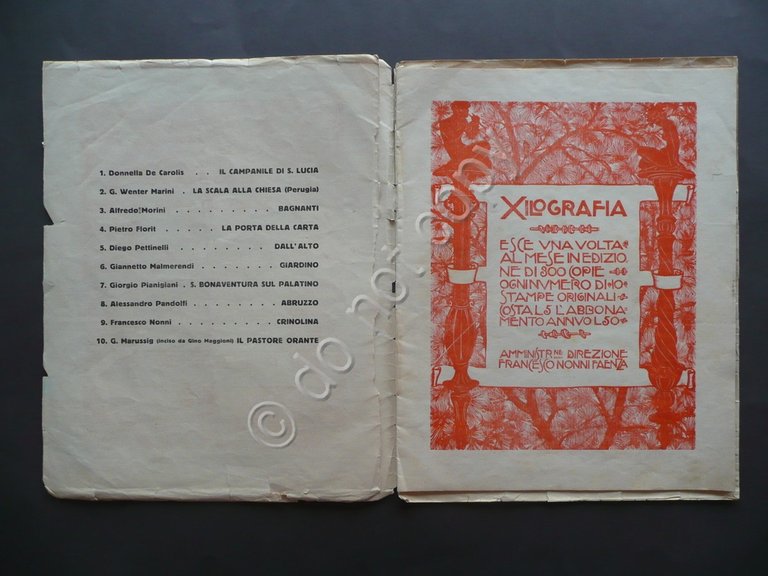 1. Donnella De Carolis . . IL CAMPANILE DI S. LUCIA
2. G. Wenter Marini . LA SCALA ALLA CHIESA (Perugia)
3. Alfredo Morini . . . . . . . . BAGNANTI
4. Pietro Florit . . . . LA PORTA DELLA CARTA
5. Diego Pettinelli . . . . . . . . DALL'ALTO
6. Giannetto Malmerendi . . . . . GIARDINO
7. Giorgio Pianigiani . S. BONAVENTURA SUL PALATINO
8. Alessandro Pandolfi . . . . . . ABRUZZO
9. Francesco Nonni . . . . . . . CRINOLINA
10. G. Marussig (inciso da Gino Maggioni) IL PASTORE ORANTE
XILOGRAFIA
ESCE UNA VOLTA
AL MESE IN EDIZIO
NE DI 300 COPIE
OGNI NUMERO DI 10
STAMPE ORIGINALI
COSTA L 5 L'ABBONA
MENTO ANNUO L 50
AMMINISTR.NE DIREZIONE
FRANCESCO NONNI FAENZA
© do not copy